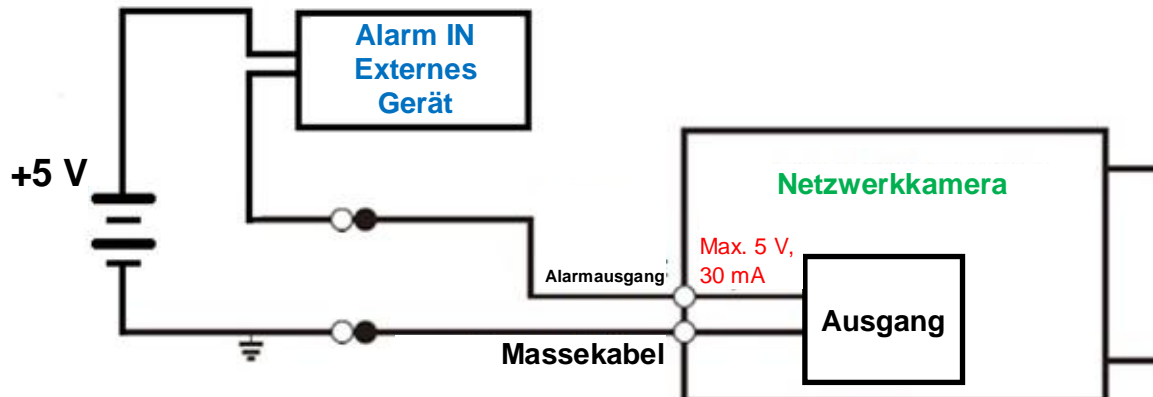 Alarm IN
Externes
Gerät
+5 V
Netzwerkkamera
Max. 5 V,
30 mA
Alarmausgang
Ausgang
Massekabel